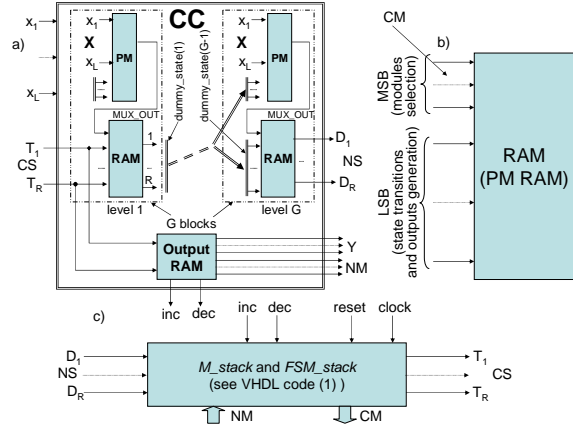 a)
CC
x1
xL
X
x1
PM
xL
MUX_OUT
RAM
1
R
level 1
dummy_state(1)
dummy_state(G-1)
X
x1
PM
xL
MUX_OUT
RAM
level G
T1
CS
TR
D1
NS
DR
G blocks
Output
RAM
Y
NM
inc
dec
b)
CM
MSB
(modules
selection)
LSB
(state transitions
and outputs generation)
RAM
(PM RAM)
c)
inc
dec
reset
clock
D1
NS
DR
M_stack and FSM_stack
(see VHDL code (1) )
T1
CS
TR
NM
CM